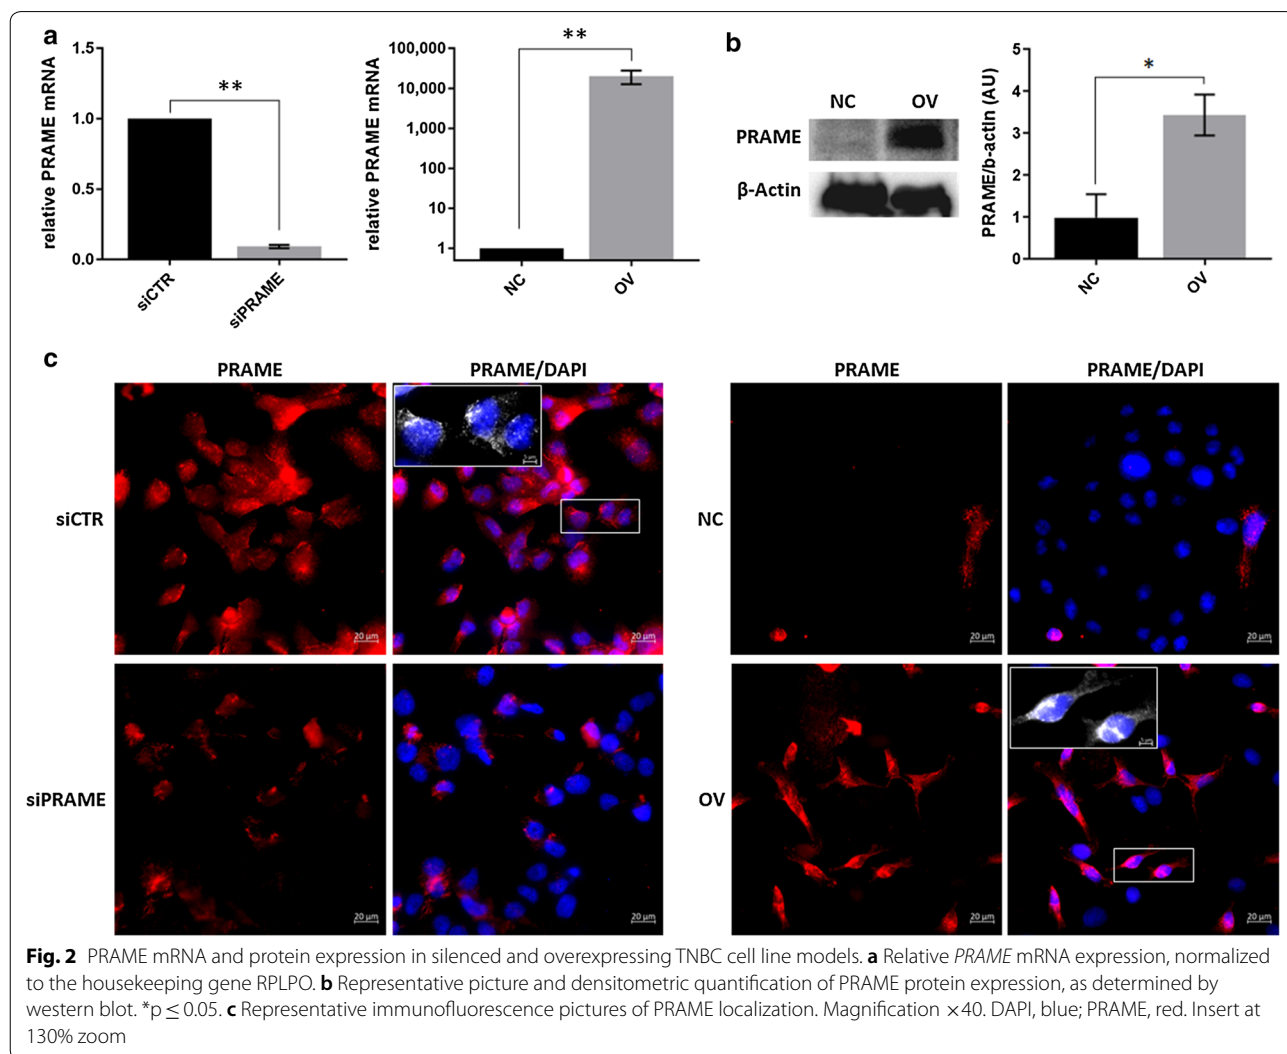 a
relative PRAME mRNA
1.5
1.0
0.5
0.0
**
siCTR
siPRAME
relative PRAME mRNA
100,000
10,000
1,000
100
10
1
**
NC
OV
b
NC OV
PRAME
β-Actin
PRAME/b-actin (AU)
5
4
3
2
1
0
*
NC
OV
c
PRAME PRAME/DAPI PRAME PRAME/DAPI
siCTR
5 µm
20 µm
20 µm
NC
20 µm
20 µm
siPRAME
20 µm
20 µm
OV
5 µm
20 µm
20 µm
Fig. 2 PRAME mRNA and protein expression in silenced and overexpressing TNBC cell line models. a Relative PRAME mRNA expression, normalized
to the housekeeping gene RPLPO. b Representative picture and densitometric quantification of PRAME protein expression, as determined by
western blot. *p ≤ 0.05. c Representative immunofluorescence pictures of PRAME localization. Magnification ×40. DAPI, blue; PRAME, red. Insert at
130% zoom